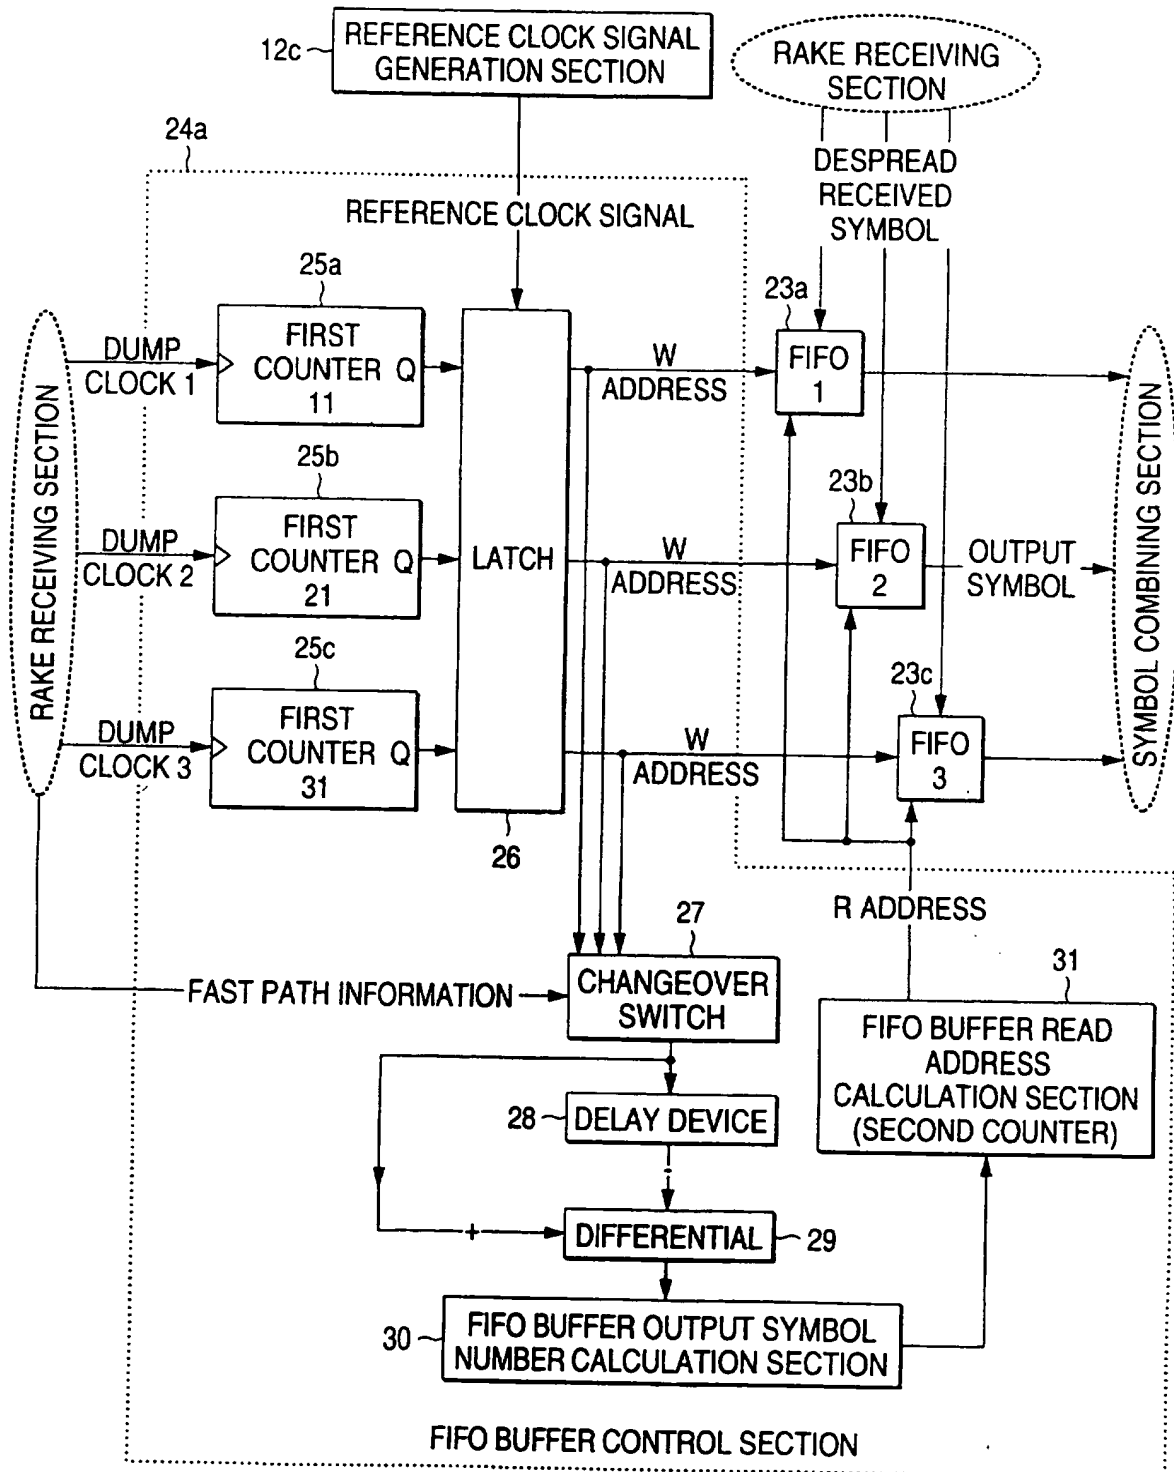 12c
REFERENCE CLOCK SIGNAL
GENERATION SECTION
RAKE RECEIVING
SECTION
24a
DESPREAD
RECEIVED
SYMBOL
REFERENCE CLOCK SIGNAL
25a
23a
RAKE RECEIVING SECTION
DUMP
CLOCK 1
FIRST
COUNTER Q
11
W
ADDRESS
FIFO
1
25b
23b
DUMP
CLOCK 2
FIRST
COUNTER Q
21
LATCH
W
ADDRESS
FIFO
2
OUTPUT
SYMBOL
SYMBOL COMBINING SECTION
25c
23c
DUMP
CLOCK 3
FIRST
COUNTER Q
31
W
ADDRESS
FIFO
3
26
R ADDRESS
27
31
FAST PATH INFORMATION
CHANGEOVER
SWITCH
FIFO BUFFER READ
ADDRESS
CALCULATION SECTION
(SECOND COUNTER)
28
DELAY DEVICE
-
+
DIFFERENTIAL
29
30
FIFO BUFFER OUTPUT SYMBOL
NUMBER CALCULATION SECTION
FIFO BUFFER CONTROL SECTION